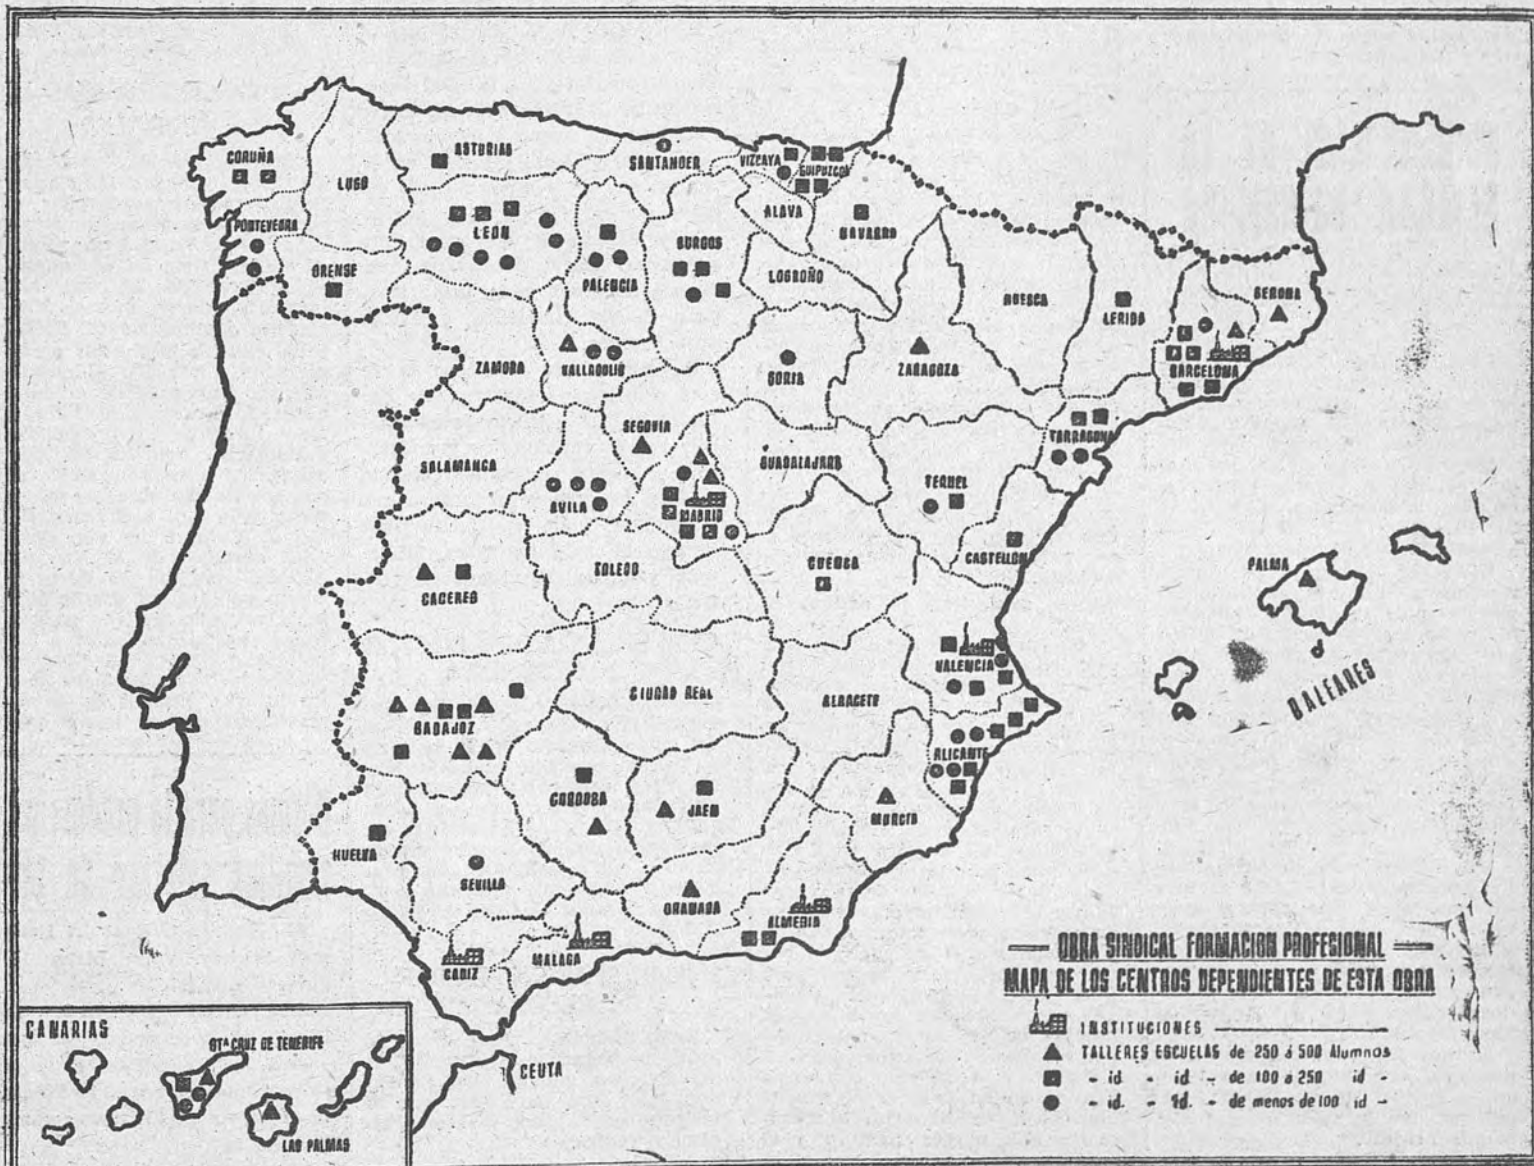 CORUÑA
LUGO
ASTURIAS
SANTANDER
VIZCAYA
GUIPUZCOA
ALAVA
NAVARRA
PONTEVEDRA
ORENSE
LEON
PALENCIA
BURGOS
LOGROÑO
HUESCA
LERIDA
GERONA
BARCELONA
ZAMORA
VALLADOLID
SORIA
ZARAGOZA
TARRAGONA
SALAMANCA
SEGOVIA
AVILA
MADRID
GUADALAJARA
TERUEL
CASTELLON
CACERES
TOLEDO
CUENCA
PALMA
BALEARES
VALENCIA
BADAJOZ
CIUDAD REAL
ALBACETE
ALICANTE
CORDOBA
JAEN
MURCIA
HUELVA
SEVILLA
GRANADA
ALMERIA
CADIZ
MALAGA
CEUTA
CANARIAS
STA CRUZ DE TENERIFE
LAS PALMAS
OBRA SINDICAL FORMACION PROFESIONAL
MAPA DE LOS CENTROS DEPENDIENTES DE ESTA OBRA
INSTITUCIONES
TALLERES ESCUELAS de 250 á 500 Alumnos
- id - id - de 100 a 250 id -
- id. - id. - de menos de 100 id -